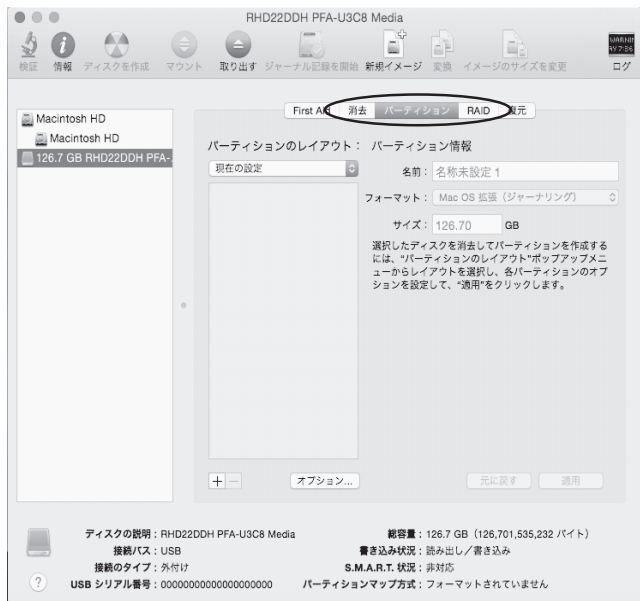 RHD22DDH PFA-U3C8 Media
検証 情報 ディスクを作成 マウント 取り出す ジャーナル記録を開始 新規イメージ 変換 イメージのサイズを変更 ログ
Macintosh HD
Macintosh HD
126.7 GB RHD22DDH PFA-
First Aid 消去 パーティション RAID 復元
パーティションのレイアウト：
現在の設定
パーティション情報
名前： 名称未設定 1
フォーマット： Mac OS 拡張（ジャーナリング）
サイズ： 126.70 GB
選択したディスクを消去してパーティションを作成する
には、“パーティションのレイアウト”ポップアップメニ
ューからレイアウトを選択し、各パーティションのオプ
ションを設定して、“適用”をクリックします。
+ − オプション... 元に戻す 適用
ディスクの説明：RHD22DDH PFA-U3C8 Media
接続バス：USB
接続のタイプ：外付け
USB シリアル番号：00000000000000000000
総容量：126.7 GB（126,701,535,232 バイト）
書き込み状況：読み出し／書き込み
S.M.A.R.T. 状況：非対応
パーティションマップ方式：フォーマットされていません
?